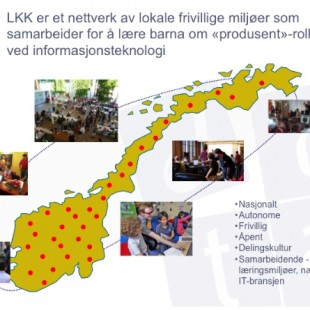 LKK er et nettverk av lokale frivillige miljøer som
samarbeider for å lære barna om «produsent»-roll
ved informasjonsteknologi
•Nasjonalt
•Autonome
•Frivillig
•Åpent
•Delingskultur
•Samarbeidende -
læringsmiljøer, na
IT-bransjen